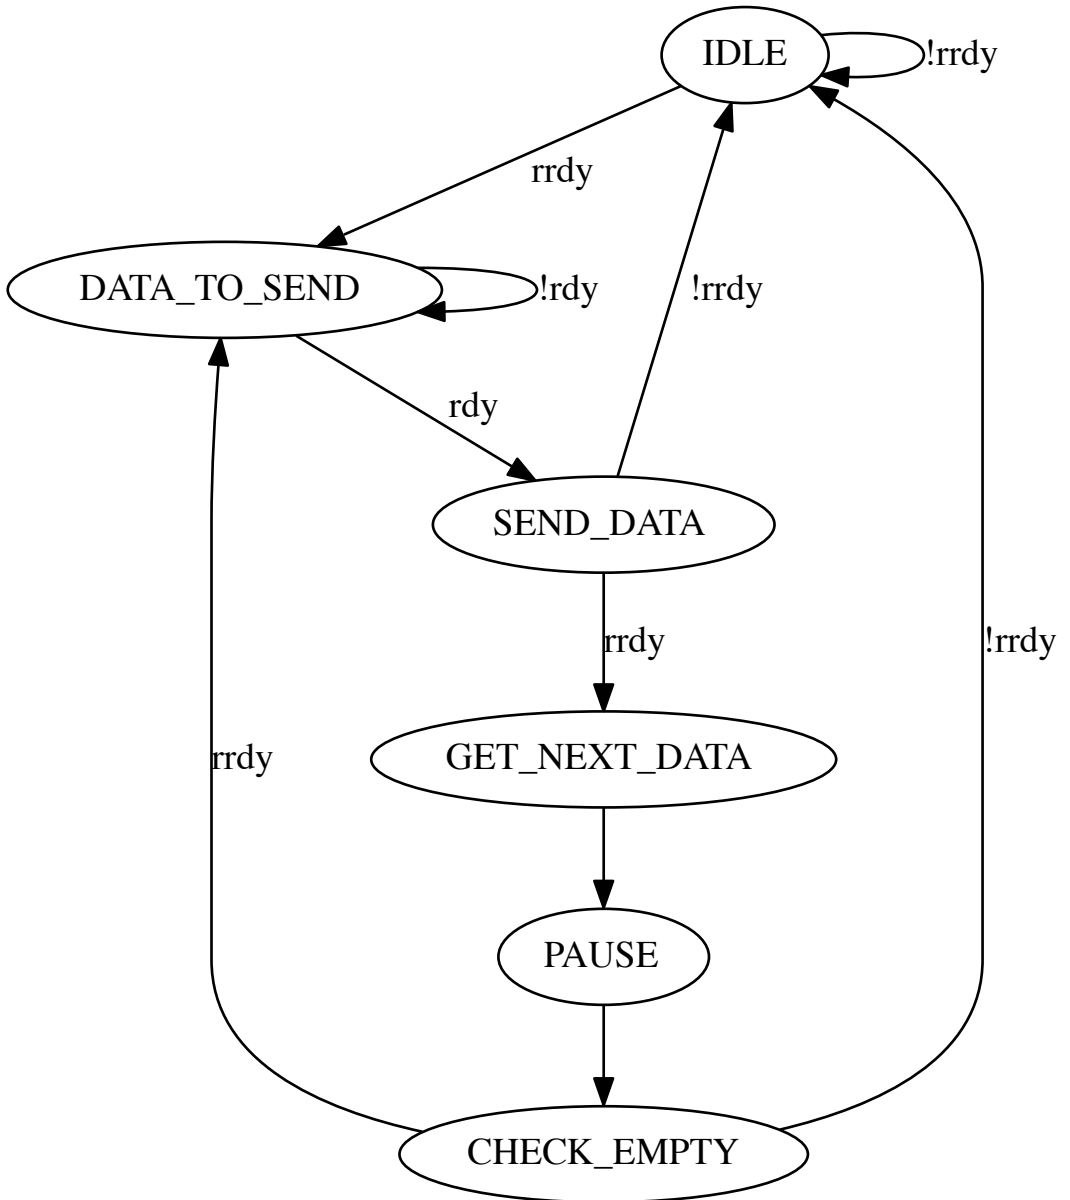 IDLE
!rrdy
rrdy
DATA_TO_SEND
!rdy
!rrdy
rdy
SEND_DATA
rrdy
!rrdy
GET_NEXT_DATA
rrdy
PAUSE
CHECK_EMPTY